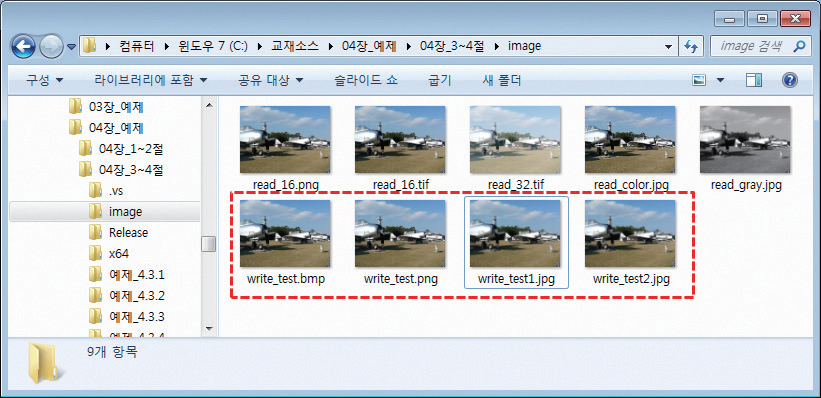 컴퓨터 ▸ 윈도우 7 (C:) ▸ 교재소스 ▸ 04장_예제 ▸ 04장_3~4절 ▸ image
image 검색
구성 라이브러리에 포함 공유 대상 슬라이드 쇼 굽기 새 폴더
03장_예제
04장_예제
04장_1~2절
04장_3~4절
.vs
image
Release
x64
예제_4.3.1
예제_4.3.2
예제_4.3.3
예제_4.3.4
read_16.png read_16.tif read_32.tif read_color.jpg read_gray.jpg
write_test.bmp write_test.png write_test1.jpg write_test2.jpg
9개 항목